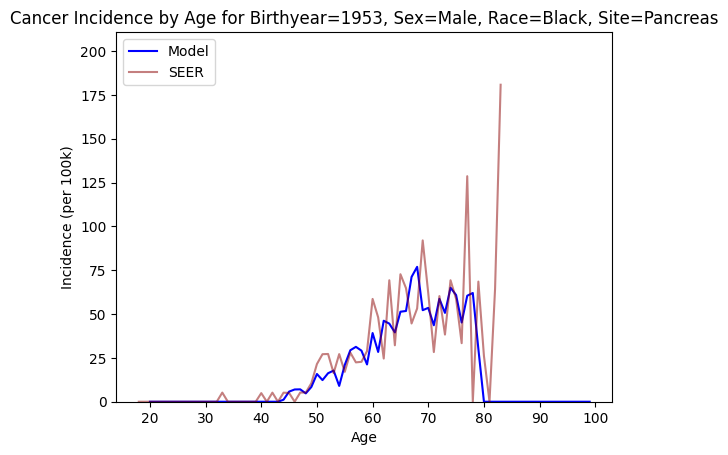 Cancer Incidence by Age for Birthyear=1953, Sex=Male, Race=Black, Site=Pancreas
200
175
150
125
100
75
50
25
0
Incidence (per 100k)
Model
SEER
20 30 40 50 60 70 80 90 100
Age